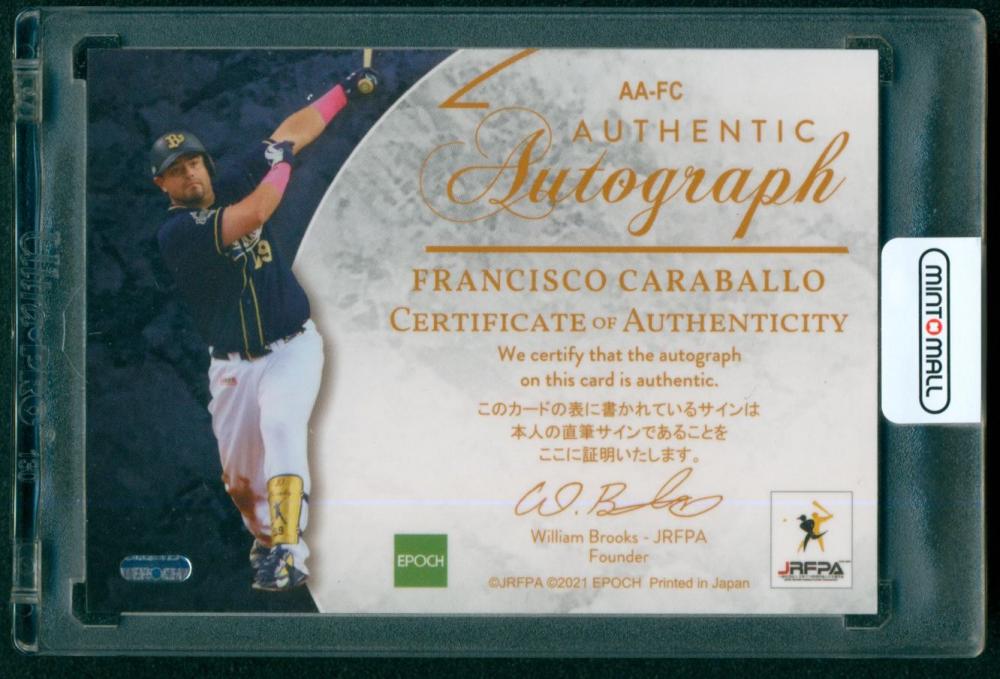 AA-FC
AUTHENTIC
Autograph
FRANCISCO CARABALLO
CERTIFICATE OF AUTHENTICITY
We certify that the autograph
on this card is authentic.
このカードの表に書かれているサインは
本人の直筆サインであることを
ここに証明いたします。
William Brooks - JRFPA
Founder
©JRFPA ©2021 EPOCH Printed in Japan
EPOCH
JRFPA
MINTOMALL
B
19
130